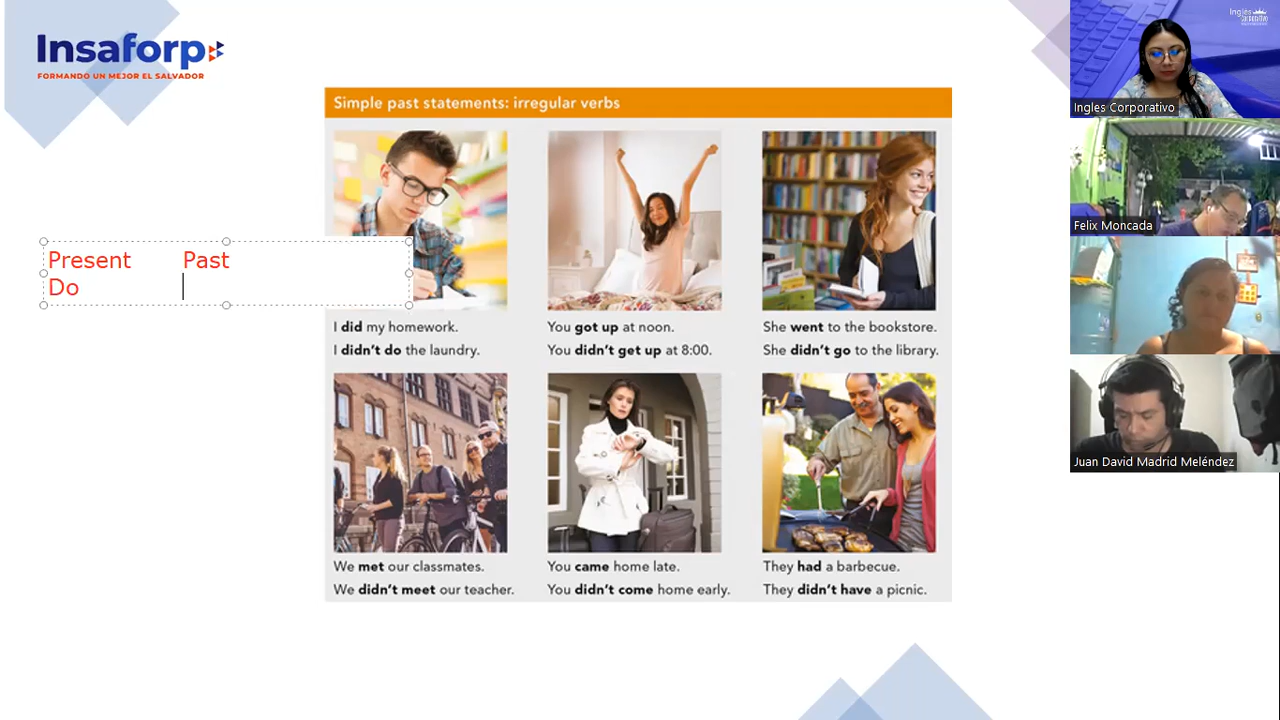 Insaforp
FORMANDO UN MEJOR EL SALVADOR
Simple past statements: irregular verbs
Present Past
Do
I did my homework.
I didn't do the laundry.
You got up at noon.
You didn't get up at 8:00.
She went to the bookstore.
She didn't go to the library.
We met our classmates.
We didn't meet our teacher.
You came home late.
You didn't come home early.
They had a barbecue.
They didn't have a picnic.
Ingles Corporativo
Felix Moncada
Juan David Madrid Meléndez